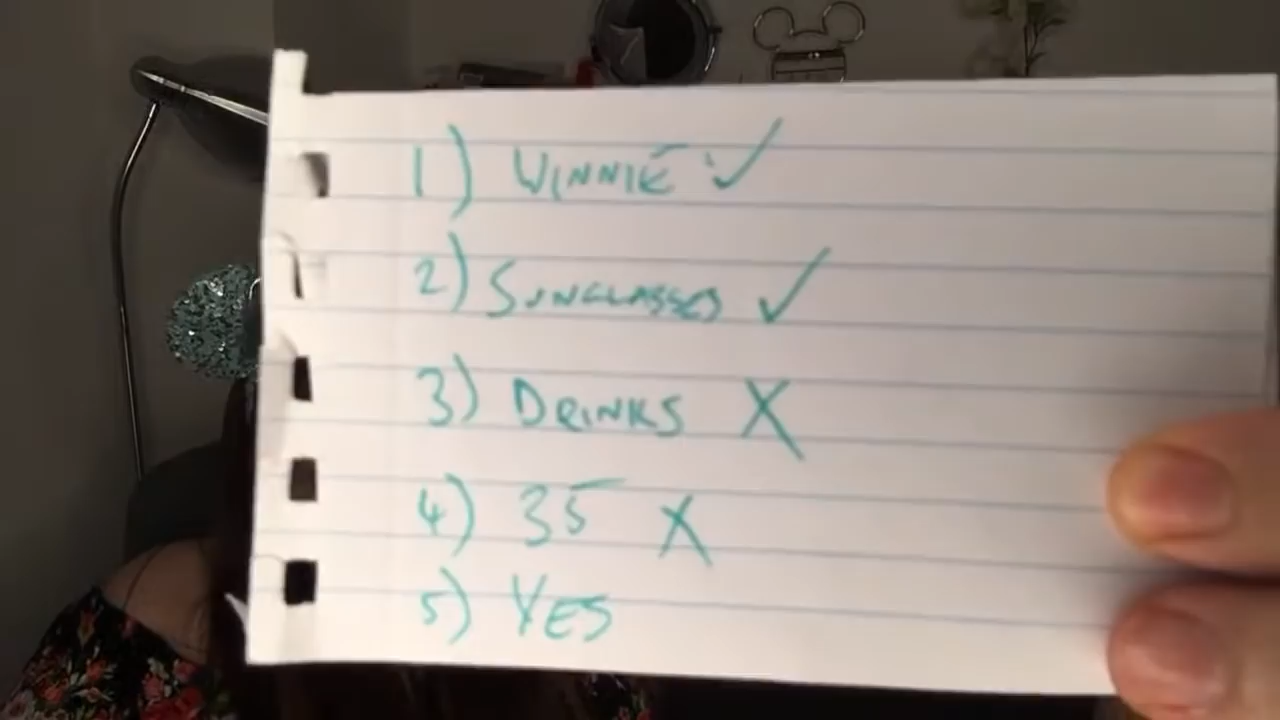 1) WINNIE ✓
2) SUNGLASSES ✓
3) DRINKS X
4) 35 X
5) YES